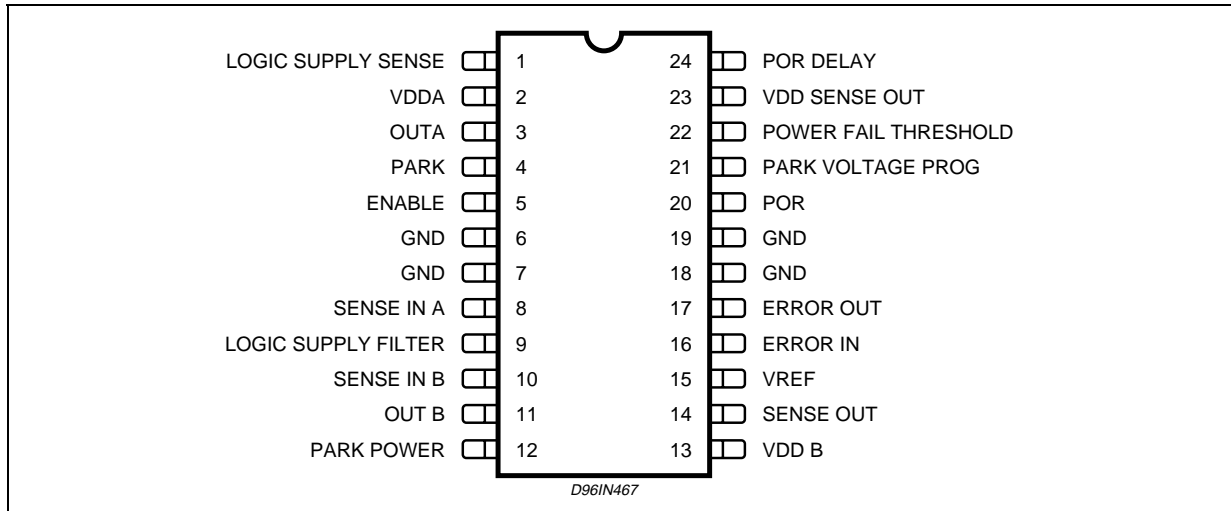 LOGIC SUPPLY SENSE 1 24 POR DELAY
VDDA 2 23 VDD SENSE OUT
OUTA 3 22 POWER FAIL THRESHOLD
PARK 4 21 PARK VOLTAGE PROG
ENABLE 5 20 POR
GND 6 19 GND
GND 7 18 GND
SENSE IN A 8 17 ERROR OUT
LOGIC SUPPLY FILTER 9 16 ERROR IN
SENSE IN B 10 15 VREF
OUT B 11 14 SENSE OUT
PARK POWER 12 13 VDD B
D96IN467